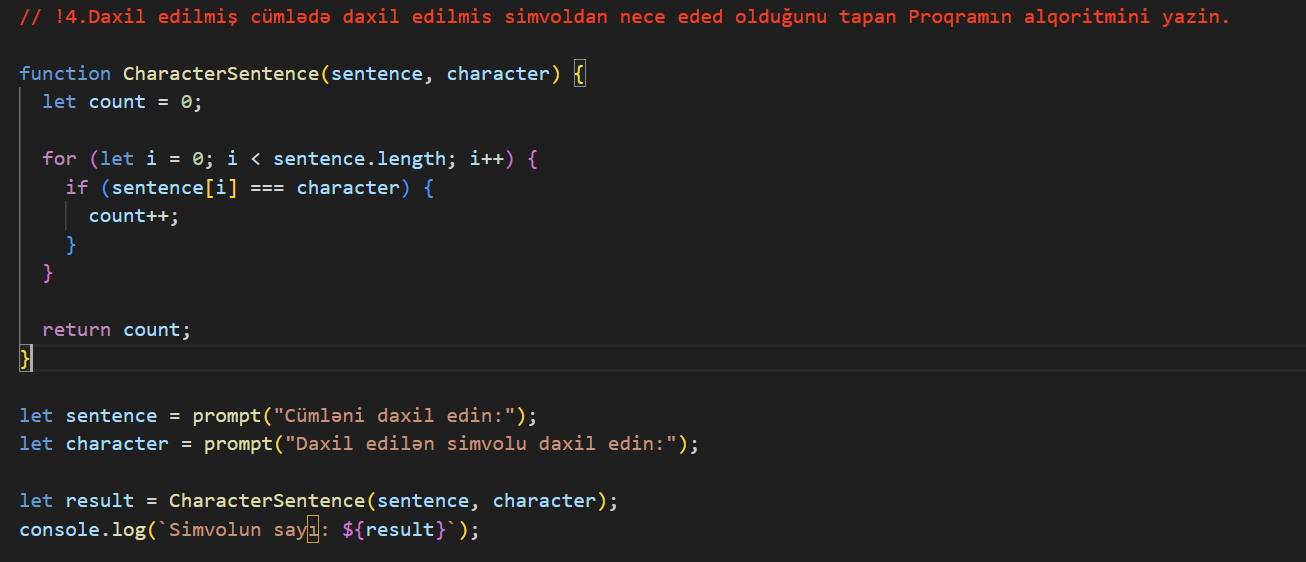 // !4.Daxil edilmiş cümlədə daxil edilmis simvoldan nece eded olduğunu tapan Proqramın alqoritmini yazin.
function CharacterSentence(sentence, character) {
let count = 0;
for (let i = 0; i < sentence.length; i++) {
if (sentence[i] === character) {
count++;
}
}
return count;
}
let sentence = prompt("Cümləni daxil edin:");
let character = prompt("Daxil edilən simvolu daxil edin:");
let result = CharacterSentence(sentence, character);
console.log(`Simvolun sayı: ${result}`);